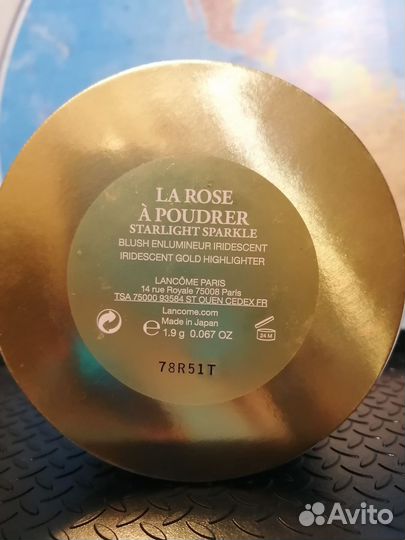 LA ROSE
À POUDRER
STARLIGHT SPARKLE
BLUSH ENLUMINEUR IRIDESCENT
IRIDESCENT GOLD HIGHLIGHTER
LANCÔME PARIS
14 rue Royale 75008 Paris
TSA 75000 93584 ST OUEN CEDEX FR
Lancome.com
Made in Japan
℮ 1.9 g 0.067 OZ
24 M
78R51T
Avito